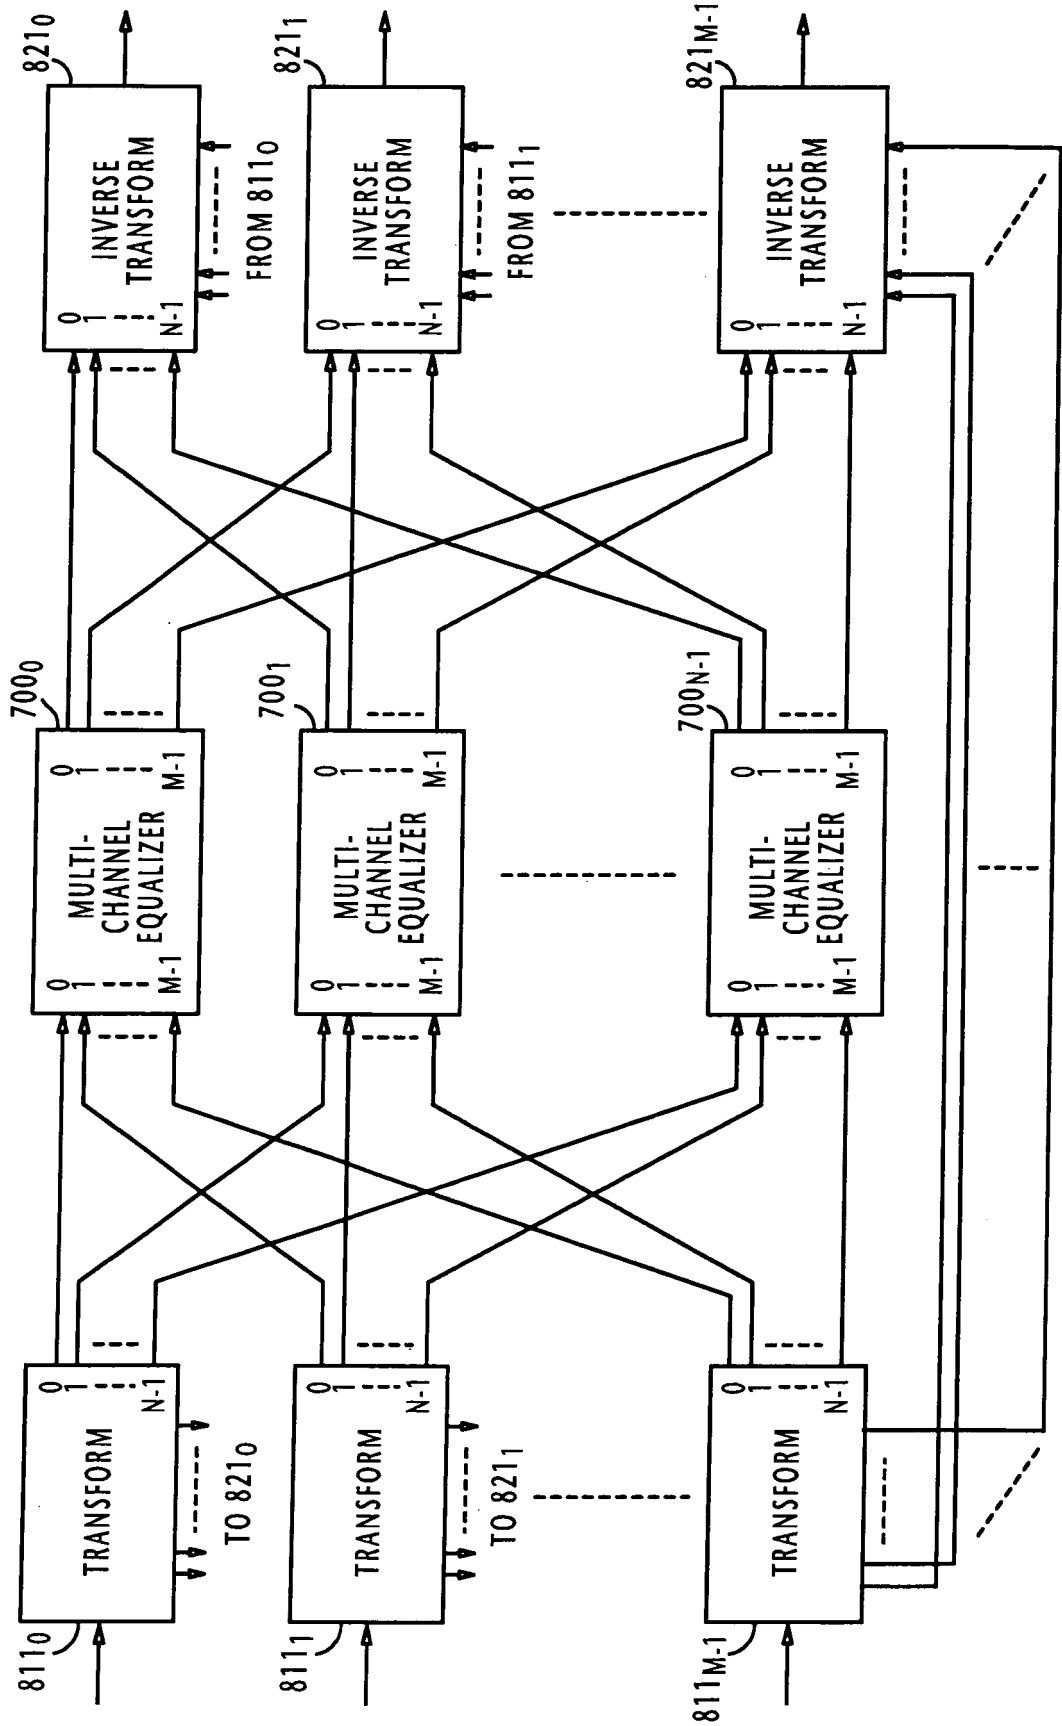 811₀
TRANSFORM
0
1
N-1
TO 821₀
700₀
0
1
M-1
MULTI-
CHANNEL
EQUALIZER
0
1
M-1
821₀
0
1
N-1
INVERSE
TRANSFORM
FROM 811₀
811₁
TRANSFORM
0
1
N-1
TO 821₁
700₁
0
1
M-1
MULTI-
CHANNEL
EQUALIZER
0
1
M-1
821₁
0
1
N-1
INVERSE
TRANSFORM
FROM 811₁
811M-1
TRANSFORM
0
1
N-1
700N-1
0
1
M-1
MULTI-
CHANNEL
EQUALIZER
0
1
M-1
821M-1
0
1
N-1
INVERSE
TRANSFORM